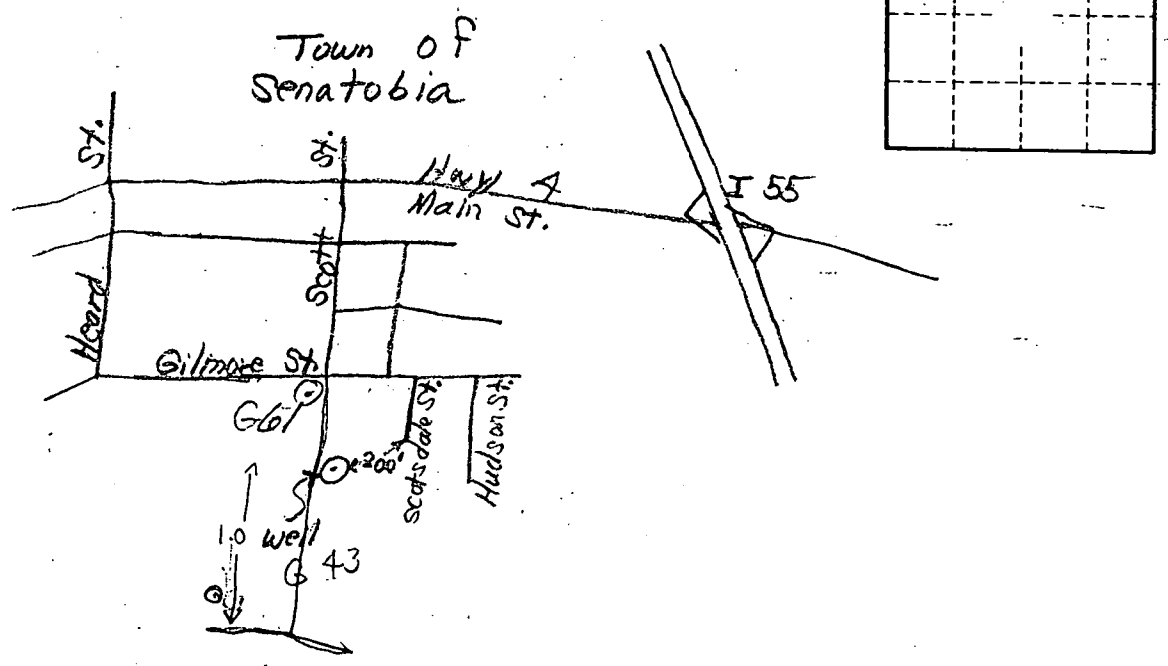 Town of
Senatobia
St.
St.
Hwy 4
Main St.
I 55
Scott
Heard
Gilmore St.
G61
200'
Scotsdale St.
Hudson St.
1.0
well
G 43